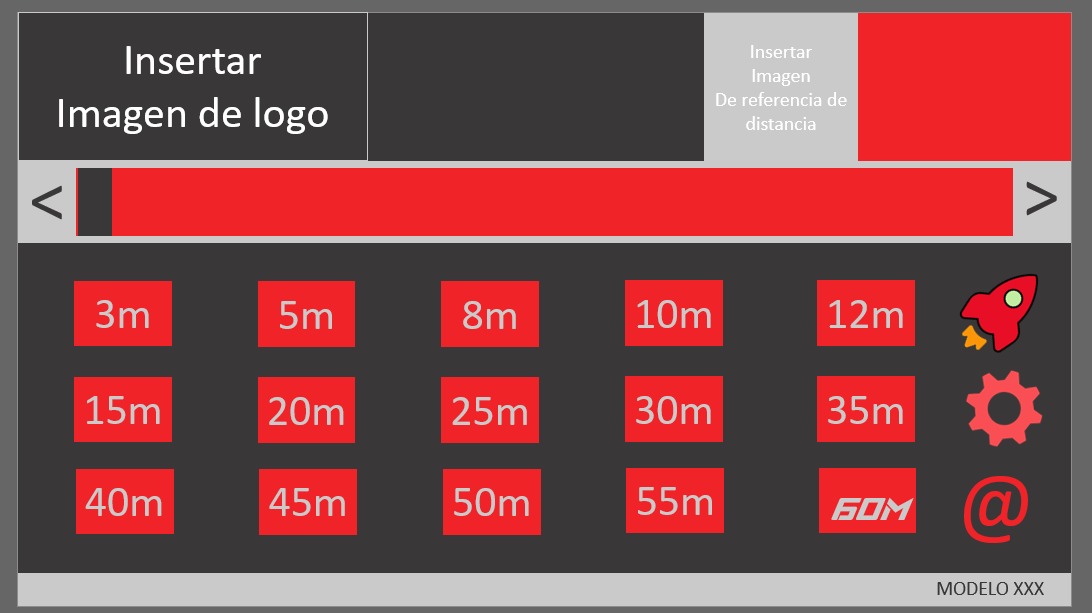 Insertar
Imagen de logo
Insertar
Imagen
De referencia de
distancia
< >
3m 5m 8m 10m 12m
15m 20m 25m 30m 35m
40m 45m 50m 55m 60M
@
MODELO XXX